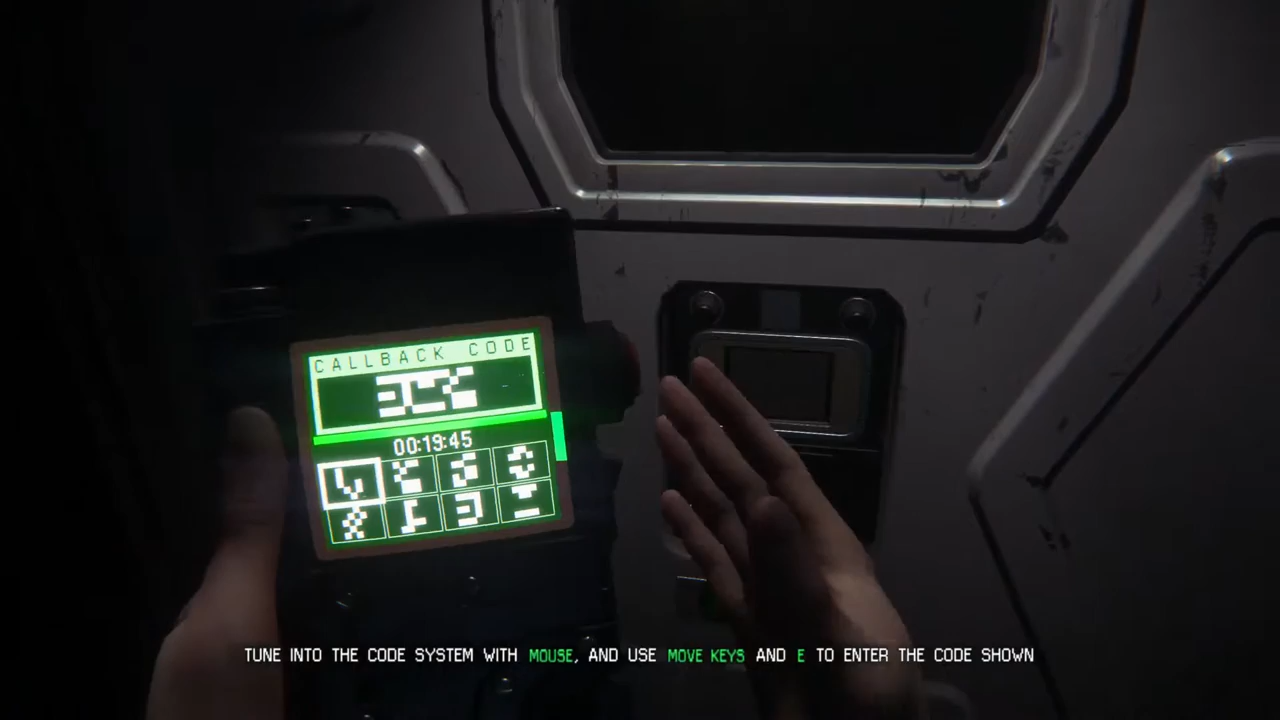 CALLBACK CODE
00:19:45
TUNE INTO THE CODE SYSTEM WITH MOUSE, AND USE MOVE KEYS AND E TO ENTER THE CODE SHOWN